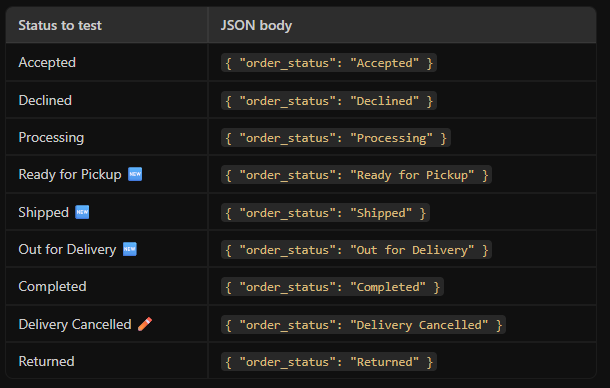 Status to test JSON body
Accepted { "order_status": "Accepted" }
Declined { "order_status": "Declined" }
Processing { "order_status": "Processing" }
Ready for Pickup 🆕 { "order_status": "Ready for Pickup" }
Shipped 🆕 { "order_status": "Shipped" }
Out for Delivery 🆕 { "order_status": "Out for Delivery" }
Completed { "order_status": "Completed" }
Delivery Cancelled ✏️ { "order_status": "Delivery Cancelled" }
Returned { "order_status": "Returned" }